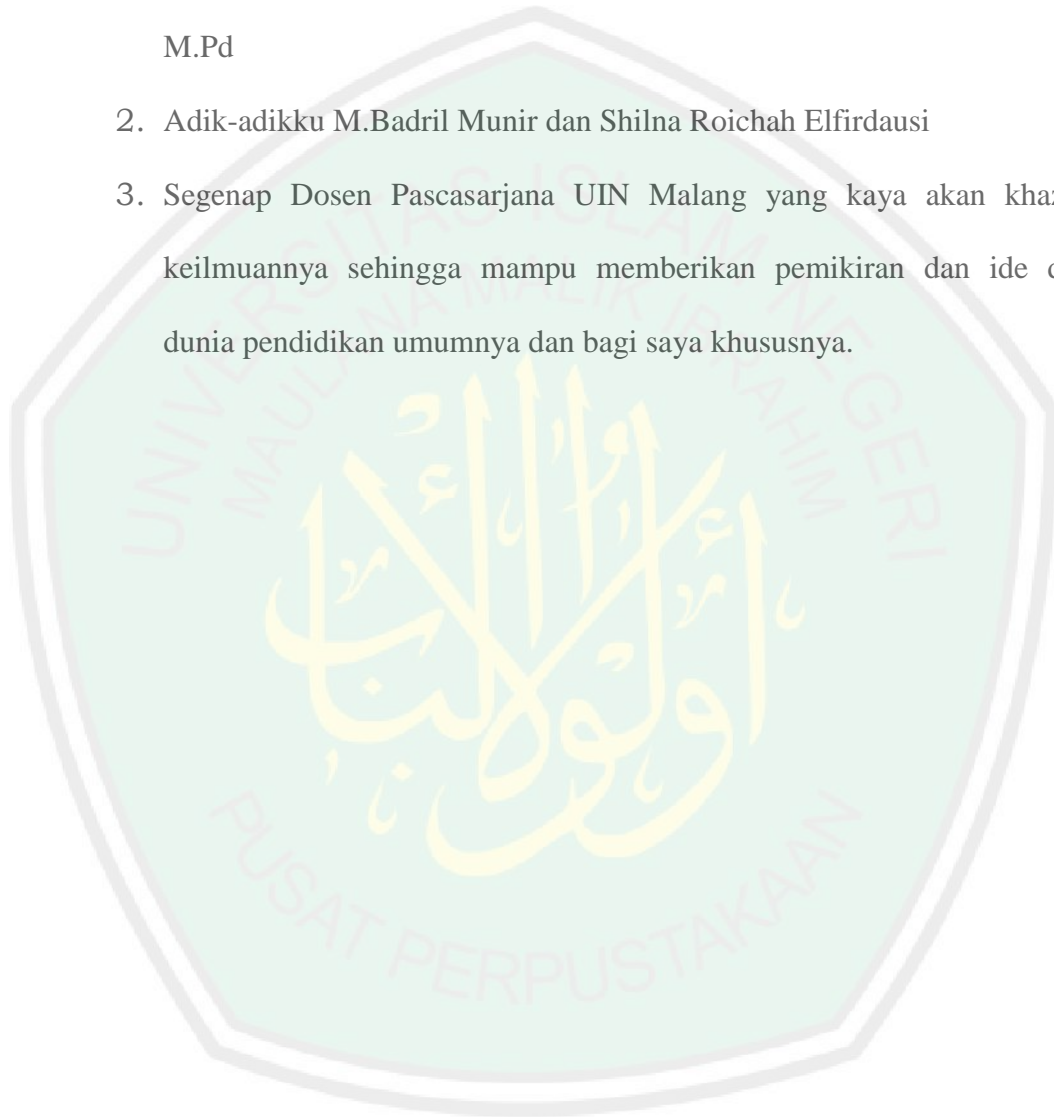 M.Pd
2. Adik-adikku M.Badril Munir dan Shilna Roichah Elfirdausi
3. Segenap Dosen Pascasarjana UIN Malang yang kaya akan
keilmuannya sehingga mampu memberikan pemikiran dan ide
dunia pendidikan umumnya dan bagi saya khususnya.
UNIVERSITAS ISLAM NEGERI
MAULANA MALIK IBRAHIM
أولوا الألباب
PUSAT PERPUSTAKAAN